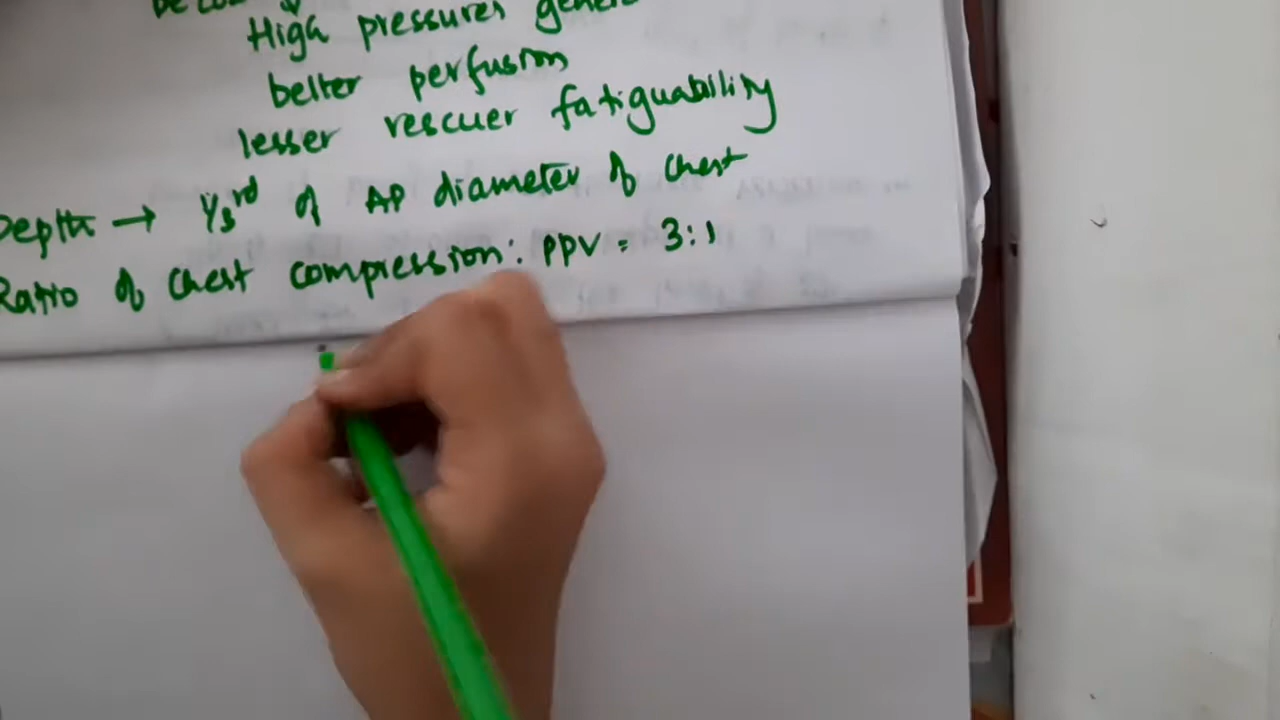 High pressures
better perfusion
lesser rescuer fatiguability
Depth → 1/3rd of AP diameter of chest
Ratio of chest compression: PPV = 3:1